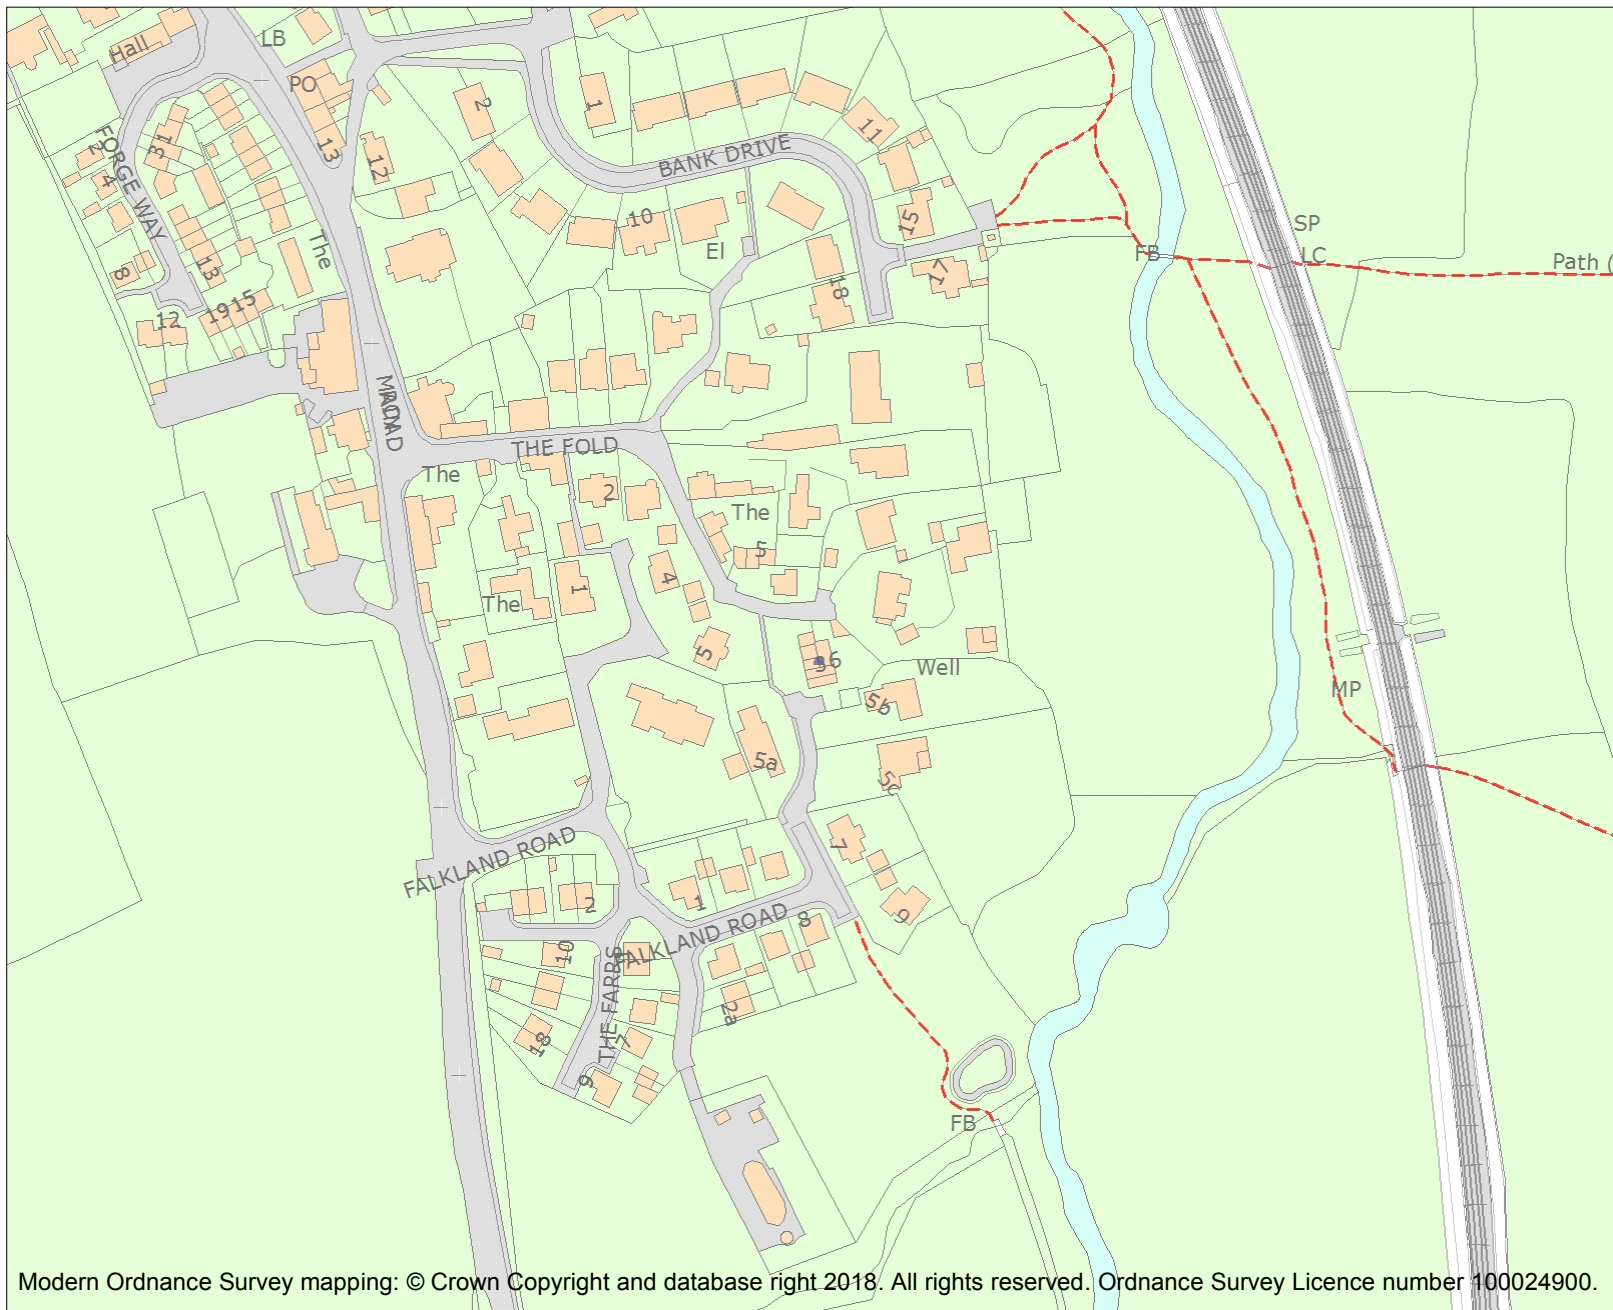 Hall
LB
PO
13
12
2
1
11
BANK DRIVE
FORGE WAY
31
2
4
8
13
The
12
1915
10
El
15
17
18
FB
SP
LC
Path (
MAIN
ROAD
THE FOLD
The
2
The
5
4
1
The
5
36
Well
5b
5a
5c
MP
7
9
FALKLAND ROAD
2
1
FALKLAND ROAD
8
10
THE FARBS
2a
18
7
9
FB
Modern Ordnance Survey mapping: © Crown Copyright and database right 2018. All rights reserved. Ordnance Survey Licence number 100024900.